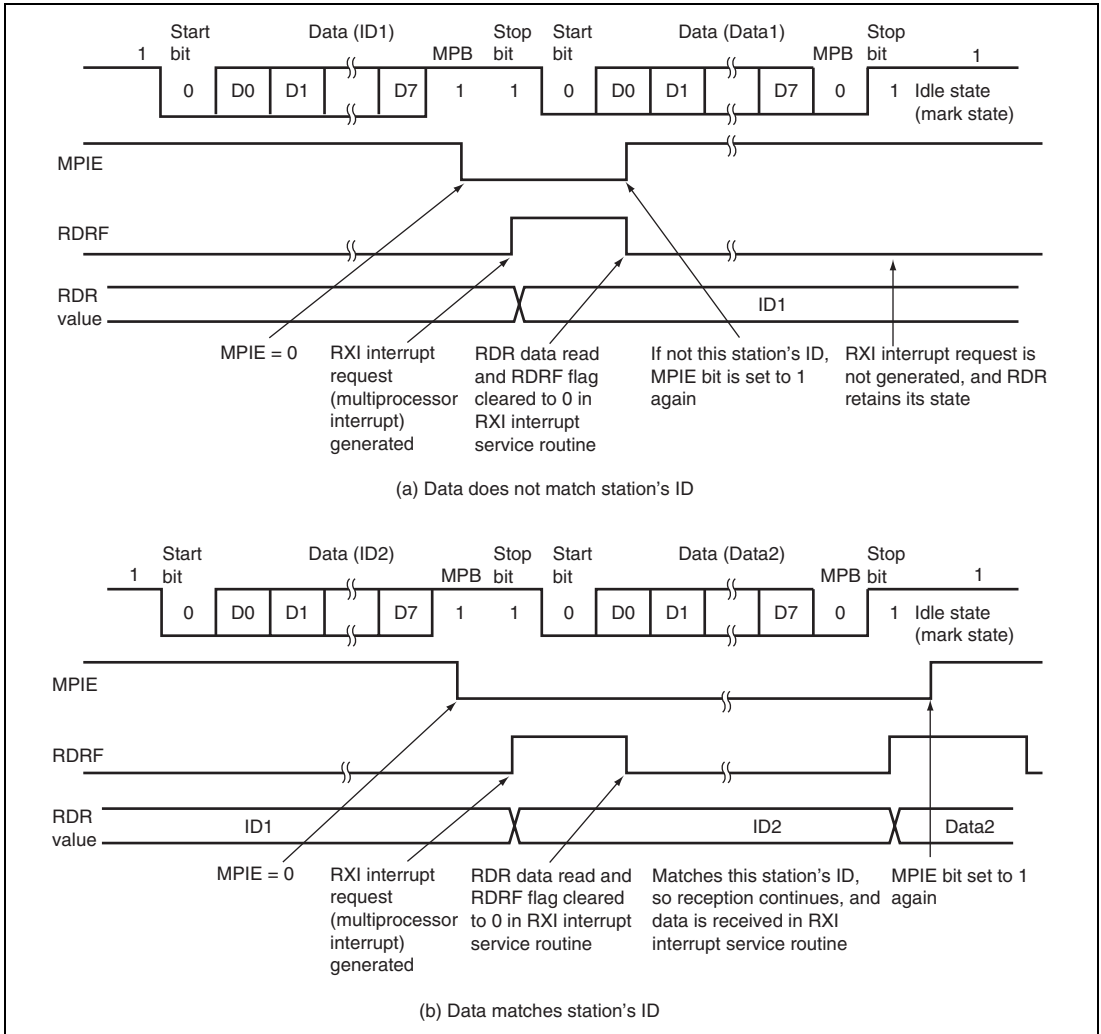 Start Data (ID1) Stop Start Data (Data1) Stop
1 bit MPB bit bit MPB bit 1
0 D0 D1 D7 1 1 0 D0 D1 D7 0 1 Idle state
(mark state)
MPIE
RDRF
RDR
value
ID1
MPIE = 0
RXI interrupt
request
(multiprocessor
interrupt)
generated
RDR data read
and RDRF flag
cleared to 0 in
RXI interrupt
service routine
If not this station's ID,
MPIE bit is set to 1
again
RXI interrupt request is
not generated, and RDR
retains its state
(a) Data does not match station's ID
Start Data (ID2) Stop Start Data (Data2) Stop
1 bit MPB bit bit MPB bit 1
0 D0 D1 D7 1 1 0 D0 D1 D7 0 1 Idle state
(mark state)
MPIE
RDRF
RDR
value
ID1 ID2 Data2
MPIE = 0
RXI interrupt
request
(multiprocessor
interrupt)
generated
RDR data read and
RDRF flag cleared
to 0 in RXI interrupt
service routine
Matches this station's ID,
so reception continues, and
data is received in RXI
interrupt service routine
MPIE bit set to 1
again
(b) Data matches station's ID